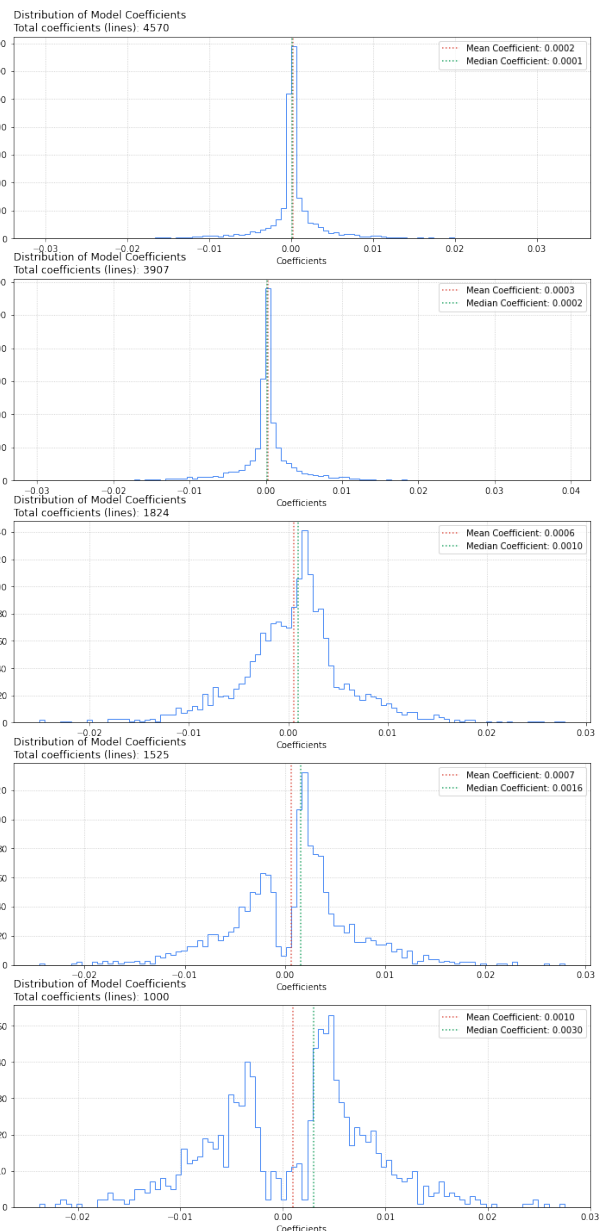 Distribution of Model Coefficients
Total coefficients (lines): 4570
Mean Coefficient: 0.0002
Median Coefficient: 0.0001
−0.03 −0.02 −0.01 0.00 0.01 0.02 0.03
Coefficients
Distribution of Model Coefficients
Total coefficients (lines): 3907
Mean Coefficient: 0.0003
Median Coefficient: 0.0002
−0.03 −0.02 −0.01 0.00 0.01 0.02 0.03 0.04
Coefficients
Distribution of Model Coefficients
Total coefficients (lines): 1824
Mean Coefficient: 0.0006
Median Coefficient: 0.0010
−0.02 −0.01 0.00 0.01 0.02 0.03
Coefficients
Distribution of Model Coefficients
Total coefficients (lines): 1525
Mean Coefficient: 0.0007
Median Coefficient: 0.0016
−0.02 −0.01 0.00 0.01 0.02 0.03
Coefficients
Distribution of Model Coefficients
Total coefficients (lines): 1000
Mean Coefficient: 0.0010
Median Coefficient: 0.0030
−0.02 −0.01 0.00 0.01 0.02 0.03
Coefficients